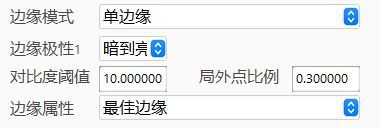 边缘模式 单边缘
边缘极性1 暗到亮
对比度阈值 10.000000 局外点比例 0.300000
边缘属性 最佳边缘